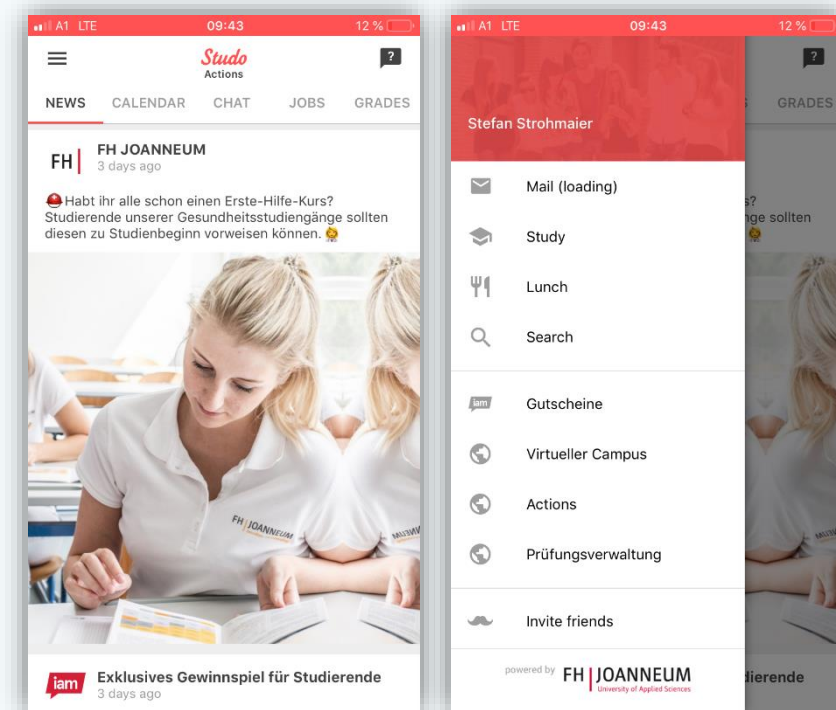 A1 LTE 09:43 12 %
Studo
Actions
?
NEWS CALENDAR CHAT JOBS GRADES
FH
FH JOANNEUM
3 days ago
Habt ihr alle schon einen Erste-Hilfe-Kurs?
Studierende unserer Gesundheitsstudiengänge sollten
diesen zu Studienbeginn vorweisen können.
FH JOANNEUM
iam
Exklusives Gewinnspiel für Studierende
3 days ago
A1 LTE 09:43 12 %
?
GRADES
Stefan Strohmaier
Mail (loading)
s?
nge sollten
Study
Lunch
Search
iam Gutscheine
Virtueller Campus
Actions
Prüfungsverwaltung
Invite friends
powered by FH JOANNEUM
University of Applied Sciences
dierende